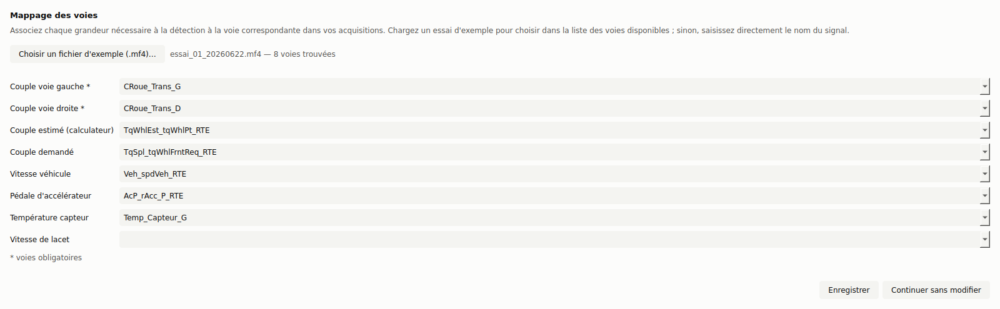 Mappage des voies
Associez chaque grandeur nécessaire à la détection à la voie correspondante dans vos acquisitions. Chargez un essai d'exemple pour choisir dans la liste des voies disponibles ; sinon, saisissez directement le nom du signal.
Choisir un fichier d'exemple (.mf4)... essai_01_20260622.mf4 — 8 voies trouvées
Couple voie gauche * CRoue_Trans_G
Couple voie droite * CRoue_Trans_D
Couple estimé (calculateur) TqWhlEst_tqWhlPt_RTE
Couple demandé TqSpl_tqWhlFrntReq_RTE
Vitesse véhicule Veh_spdVeh_RTE
Pédale d'accélérateur AcP_rAcc_P_RTE
Température capteur Temp_Capteur_G
Vitesse de lacet
* voies obligatoires
Enregistrer Continuer sans modifier